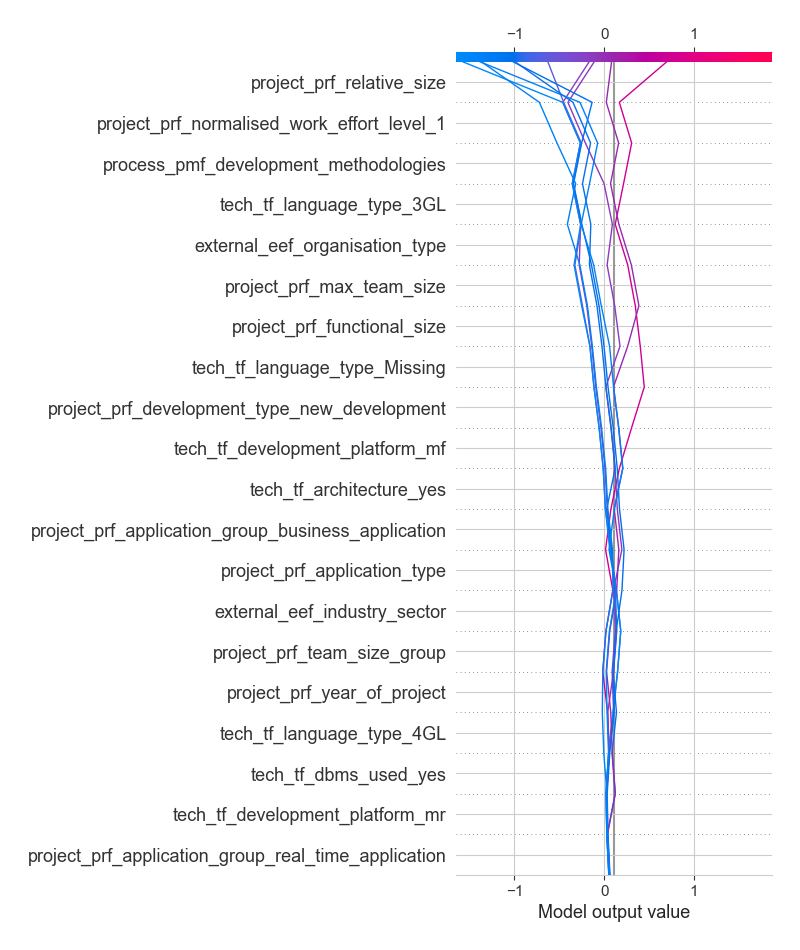 −1 0 1
project_prf_relative_size
project_prf_normalised_work_effort_level_1
process_pmf_development_methodologies
tech_tf_language_type_3GL
external_eef_organisation_type
project_prf_max_team_size
project_prf_functional_size
tech_tf_language_type_Missing
project_prf_development_type_new_development
tech_tf_development_platform_mf
tech_tf_architecture_yes
project_prf_application_group_business_application
project_prf_application_type
external_eef_industry_sector
project_prf_team_size_group
project_prf_year_of_project
tech_tf_language_type_4GL
tech_tf_dbms_used_yes
tech_tf_development_platform_mr
project_prf_application_group_real_time_application
−1 0 1
Model output value